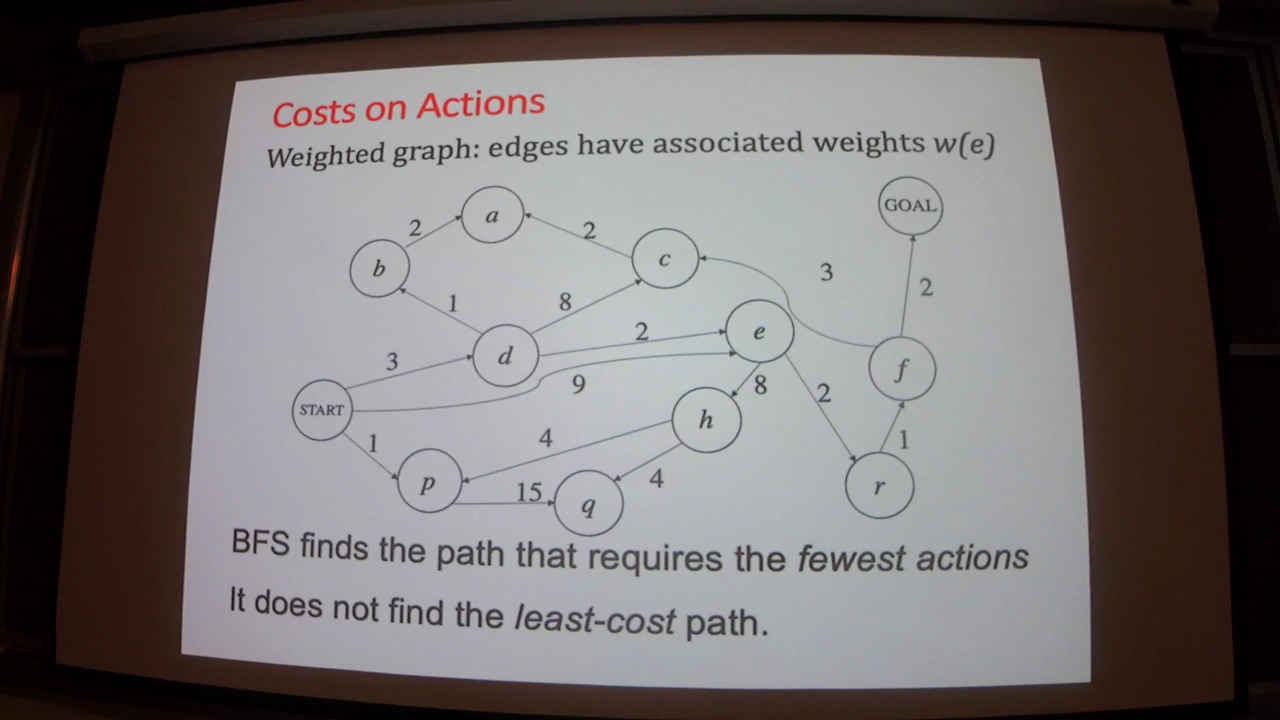 Costs on Actions
Weighted graph: edges have associated weights w(e)
GOAL
a
2
2
b
c
3
2
1
8
e
2
d
f
3
9
8
2
START
h
1
4
1
4
p
15
q
r
BFS finds the path that requires the fewest actions
It does not find the least-cost path.